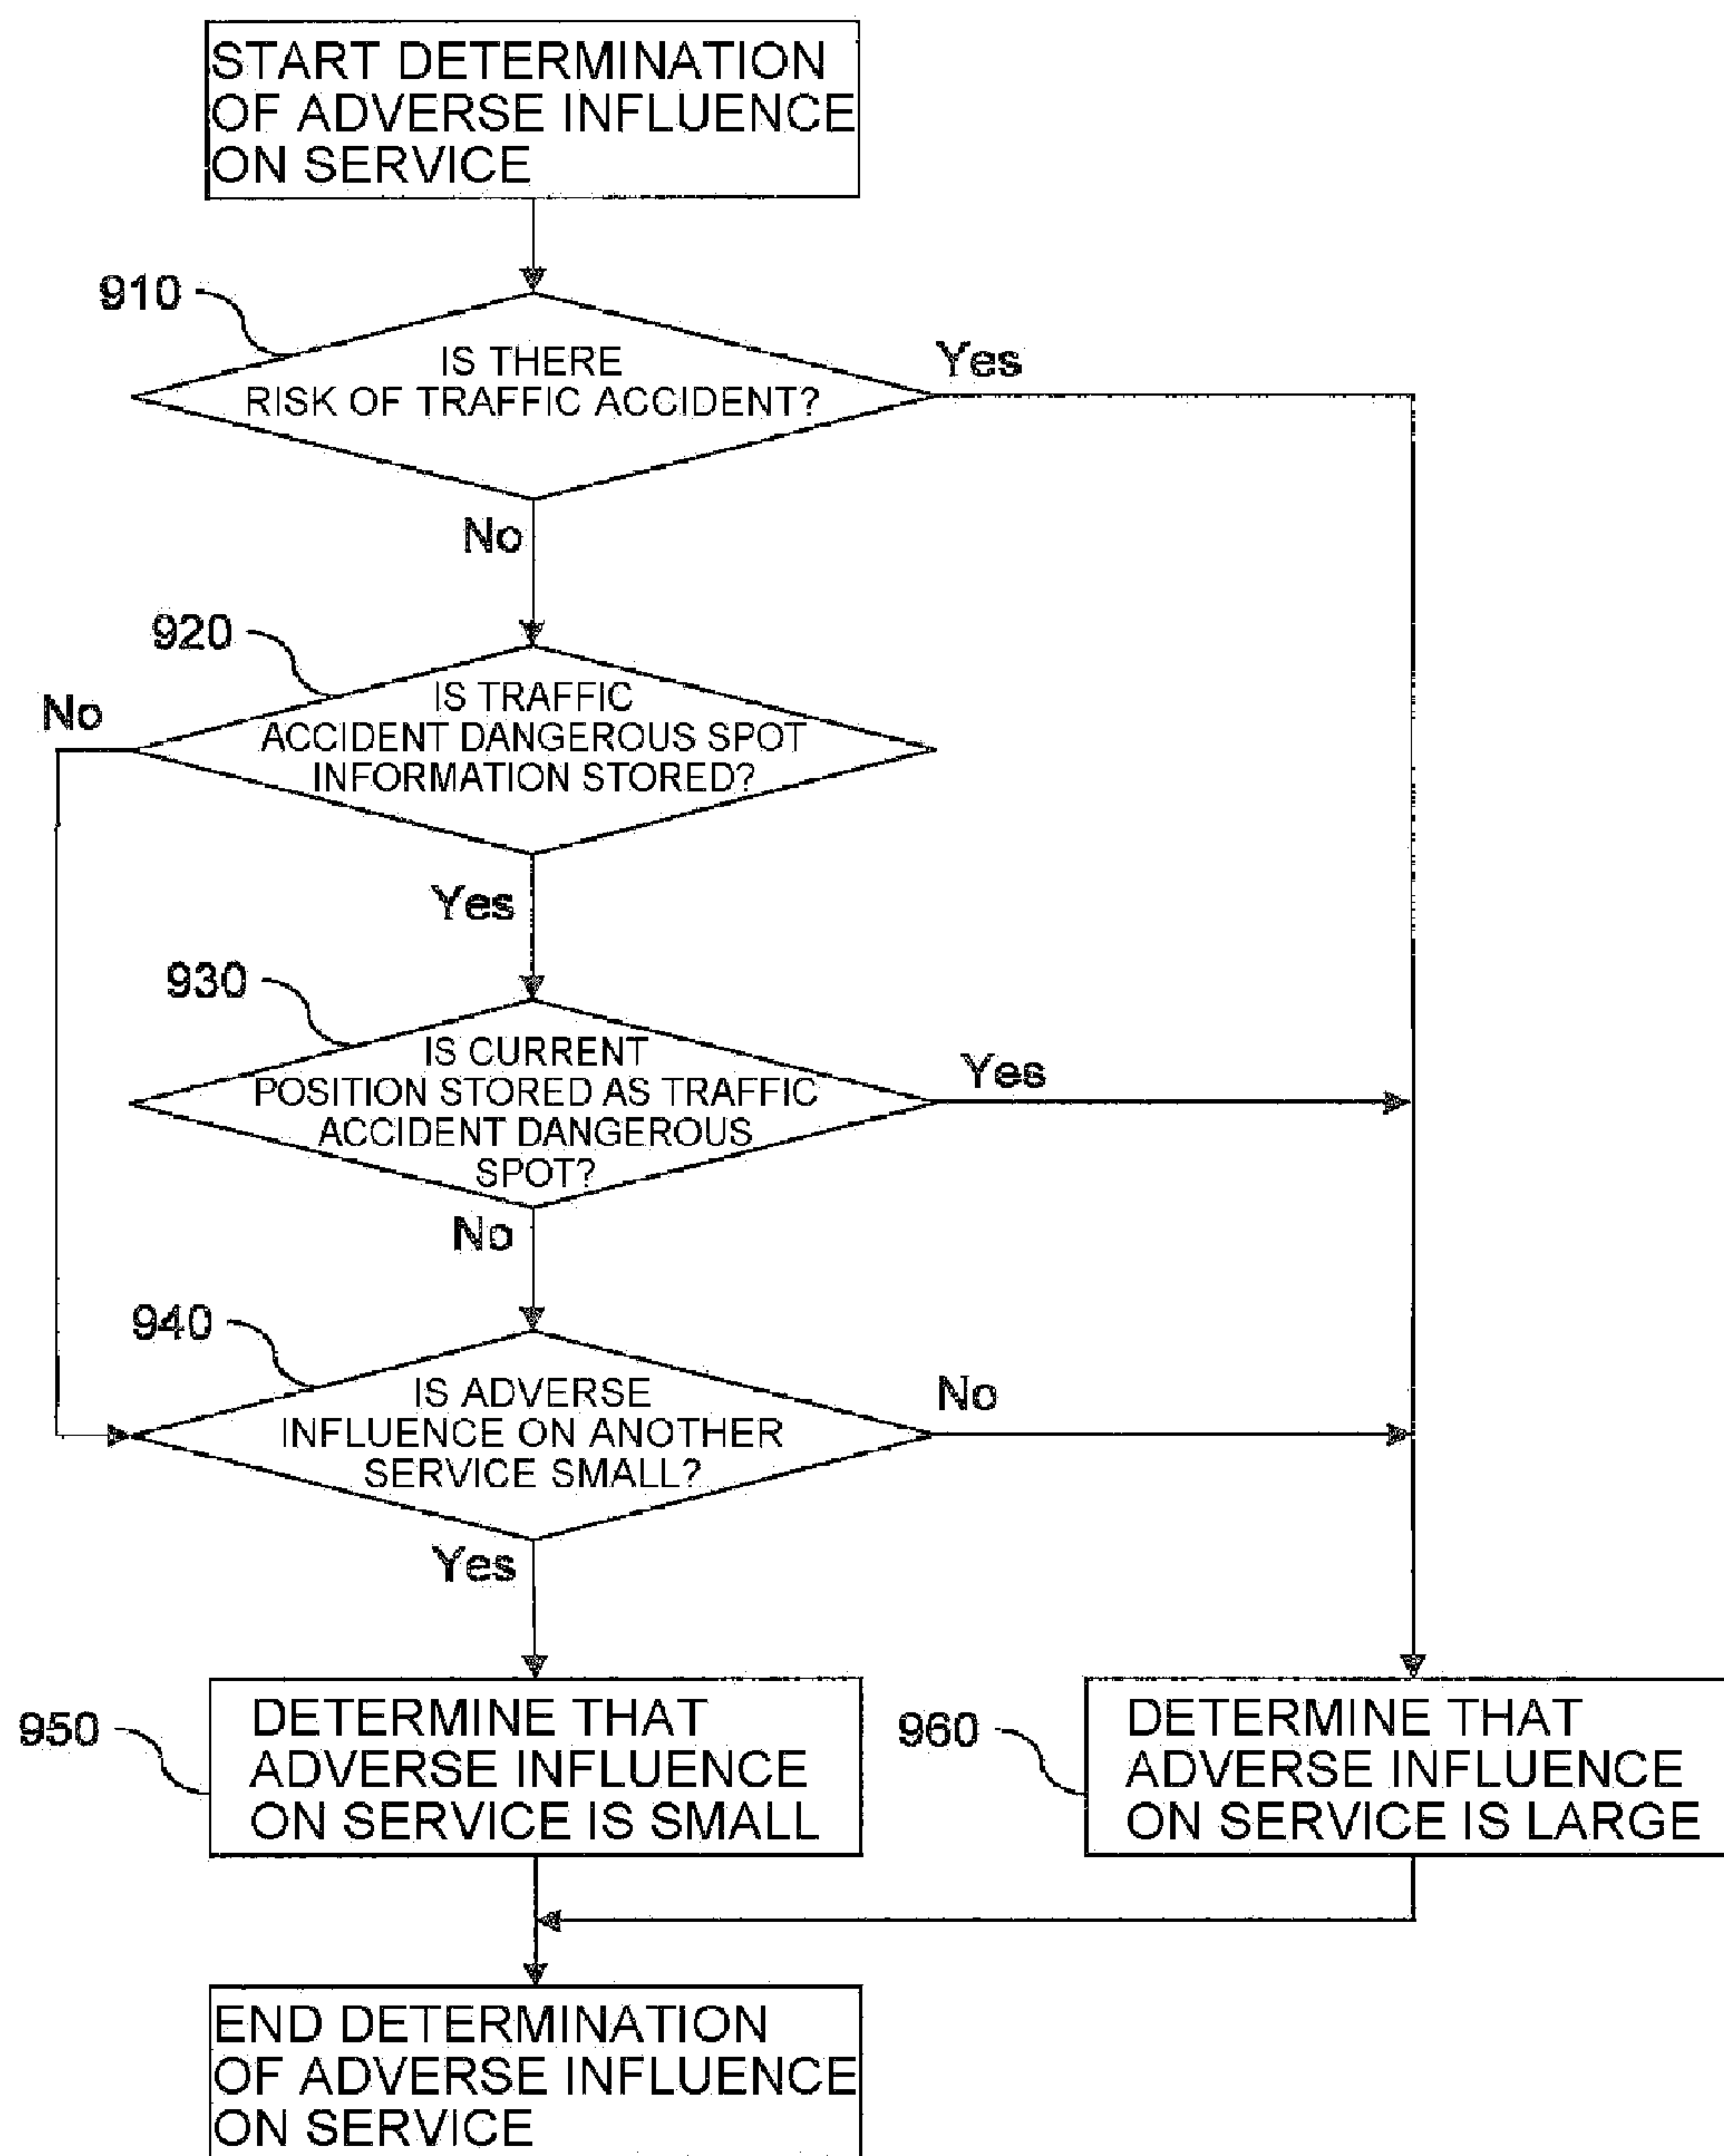 START DETERMINATION
OF ADVERSE INFLUENCE
ON SERVICE
910
IS THERE
RISK OF TRAFFIC ACCIDENT?
Yes
No
920
IS TRAFFIC
ACCIDENT DANGEROUS SPOT
INFORMATION STORED?
No
Yes
930
IS CURRENT
POSITION STORED AS TRAFFIC
ACCIDENT DANGEROUS
SPOT?
Yes
No
940
IS ADVERSE
INFLUENCE ON ANOTHER
SERVICE SMALL?
No
Yes
950
DETERMINE THAT
ADVERSE INFLUENCE
ON SERVICE IS SMALL
960
DETERMINE THAT
ADVERSE INFLUENCE
ON SERVICE IS LARGE
END DETERMINATION
OF ADVERSE INFLUENCE
ON SERVICE